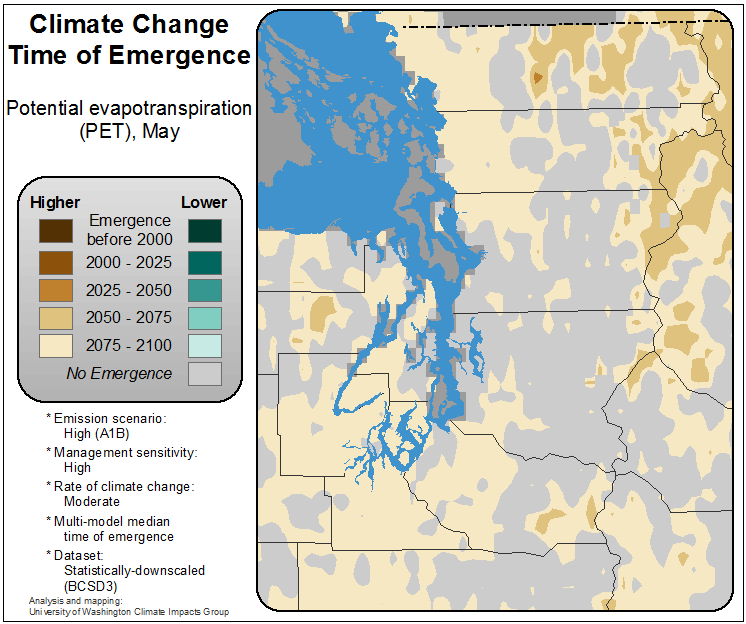 Climate Change
Time of Emergence
Potential evapotranspiration
(PET), May
Higher Lower
Emergence
before 2000
2000 - 2025
2025 - 2050
2050 - 2075
2075 - 2100
No Emergence
* Emission scenario:
High (A1B)
* Management sensitivity:
High
* Rate of climate change:
Moderate
* Multi-model median
time of emergence
* Dataset:
Statistically-downscaled
(BCSD3)
Analysis and mapping:
University of Washington Climate Impacts Group